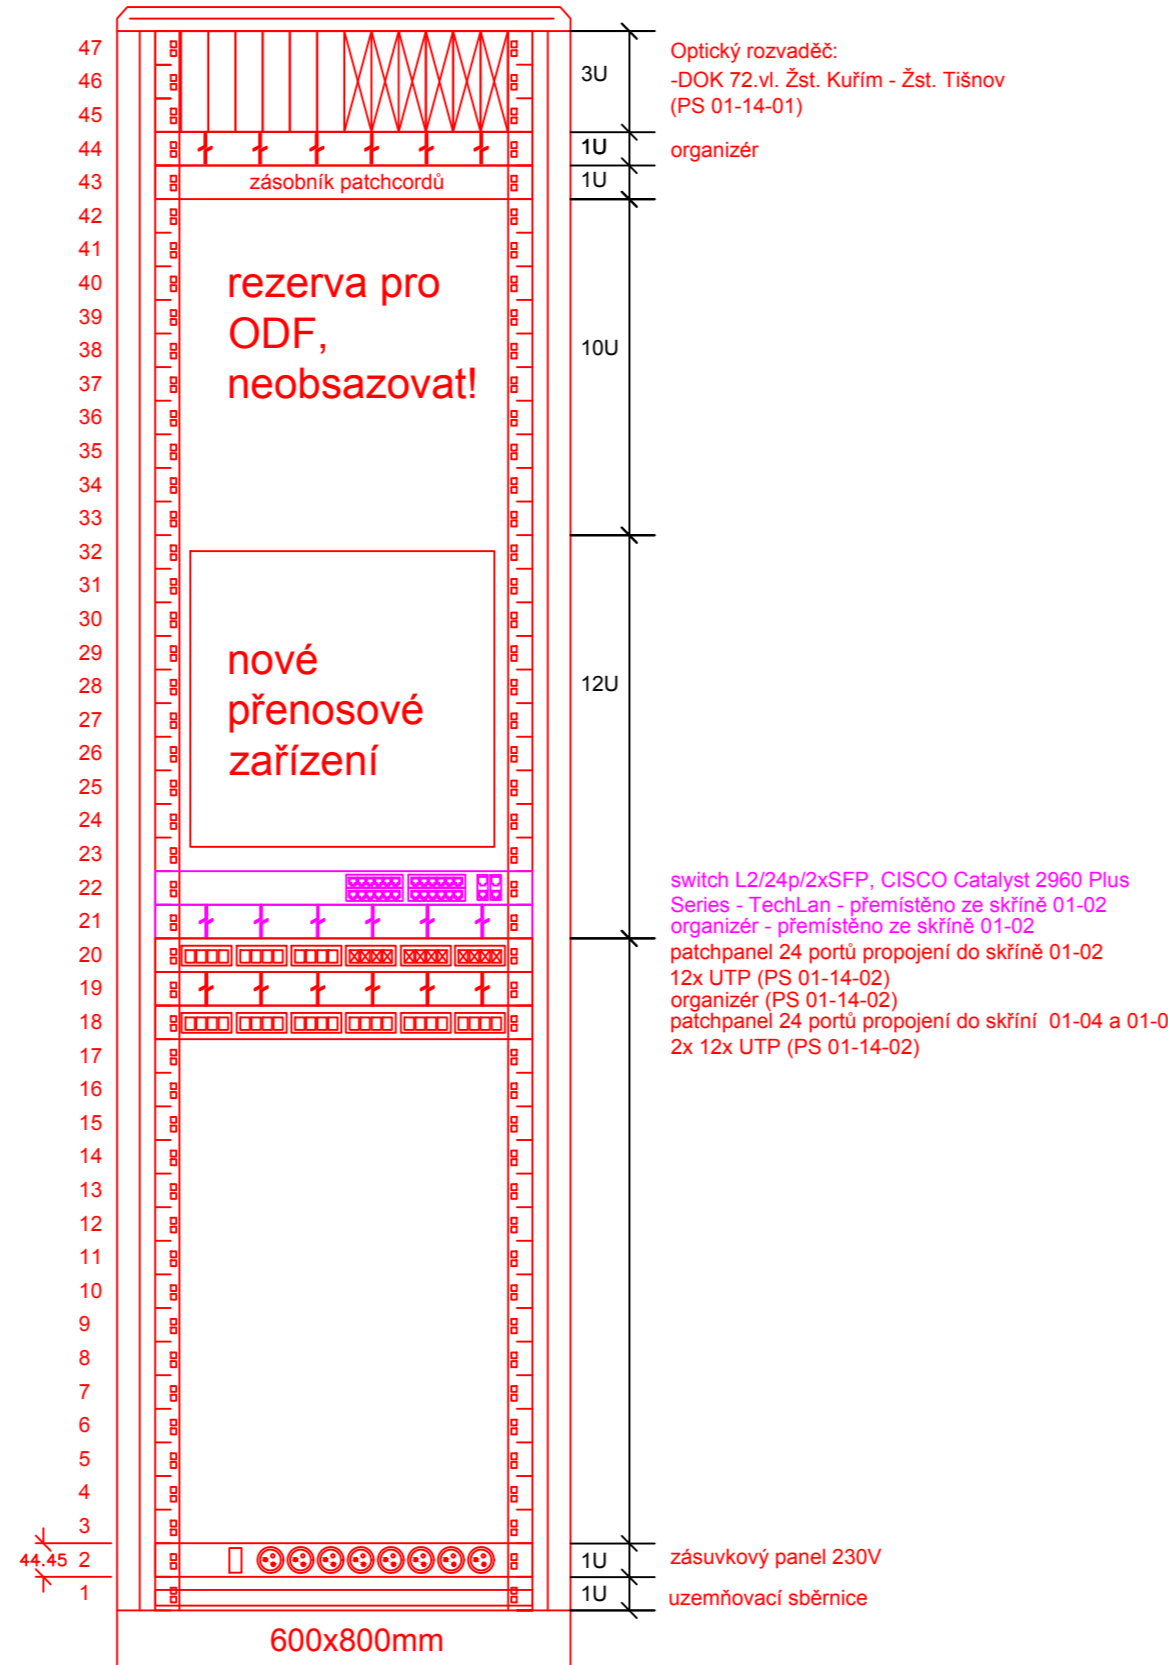 47
3U
Optický rozvaděč:
46
-DOK 72.vl. Žst. Kuřim - Žst. Tišnov
45
(PS 01-14-01)
44
1U
organizér
43
zásobník patchcordů
1U
42
41
40
rezerva pro
39
ODF,
38
10U
37
neobsazovat!
36
35
34
33
32
31
30
29
nové
28
12U
27
přenosové
26
zařízení
25
24
23
22
switch L2/24p/2xSFP, CISCO Catalyst 2960 Plus
Series - TechLan - přemístěno ze skříně 01-02
21
organizér - přemístěno ze skříně 01-02
20
patchpanel 24 portů propojení do skříně 01-02
12x UTP (PS 01-14-02)
19
organizér (PS 01-14-02)
18
patchpanel 24 portů propojení do skříní 01-04 a 01-0
2x 12x UTP (PS 01-14-02)
17
16
15
14
13
12
11
10
9
8
7
6
5
4
3
44.45
2
1U
zásuvkový panel 230V
1
1U
uzemňovací sběrnice
600x800mm